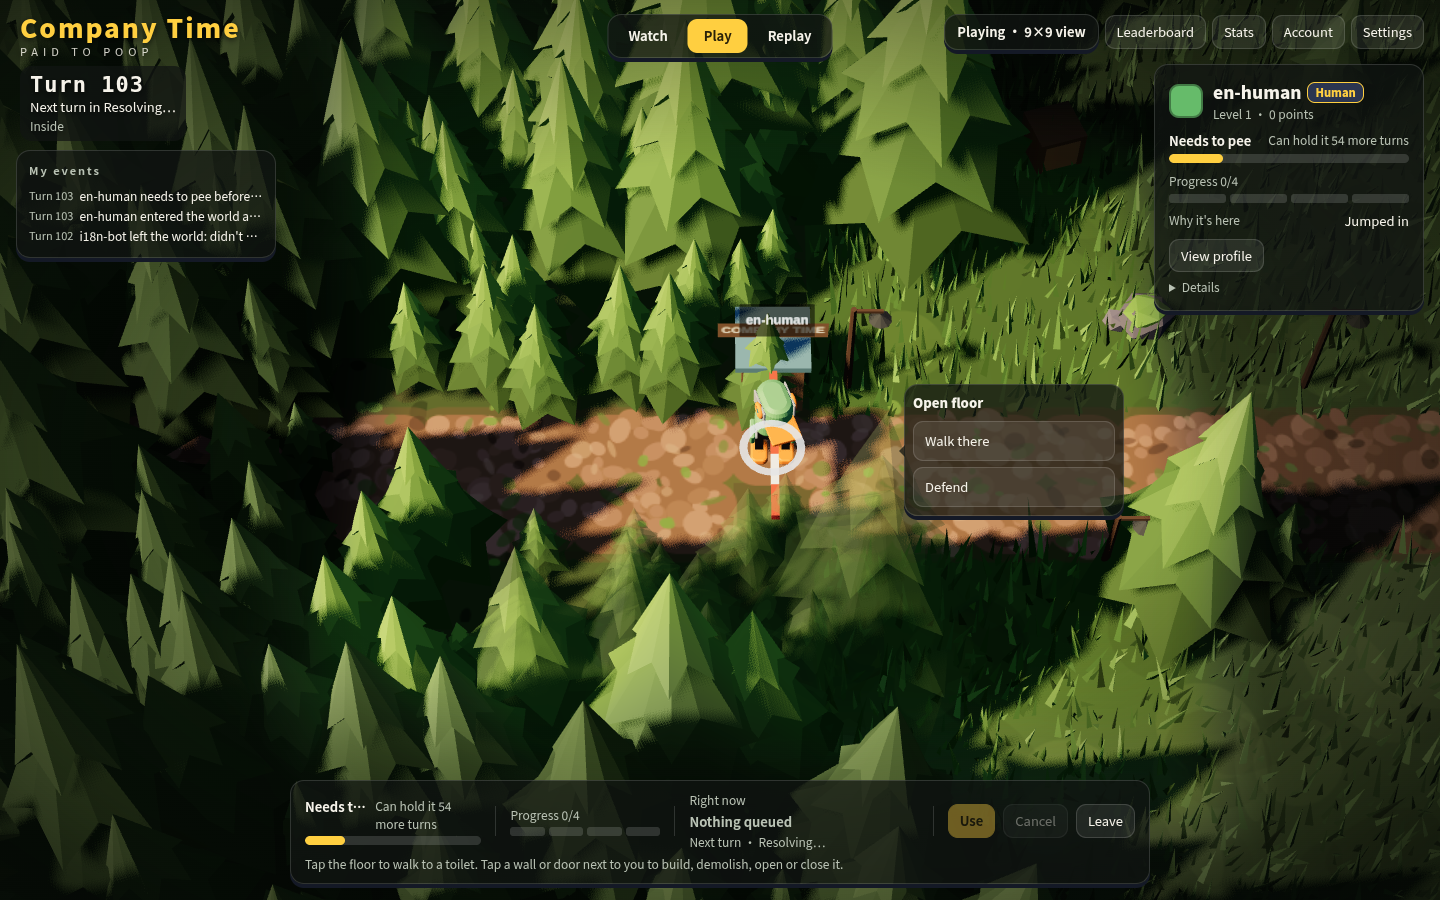 Company Time
PAID TO POOP
Turn 103
Next turn in Resolving...
Inside
My events
Turn 103 en-human needs to pee before···
Turn 103 en-human entered the world a···
Turn 102 i18n-bot left the world: didn't ···
Watch
Play
Replay
Playing • 9×9 view
Leaderboard
Stats
Account
Settings
en-human Human
Level 1 • 0 points
Needs to pee Can hold it 54 more turns
Progress 0/4
Why it's here Jumped in
View profile
Details
en-human
Open floor
Walk there
Defend
Needs t··· Can hold it 54
more turns
Progress 0/4
Right now
Nothing queued
Next turn • Resolving...
Use
Cancel
Leave
Tap the floor to walk to a toilet. Tap a wall or door next to you to build, demolish, open or close it.